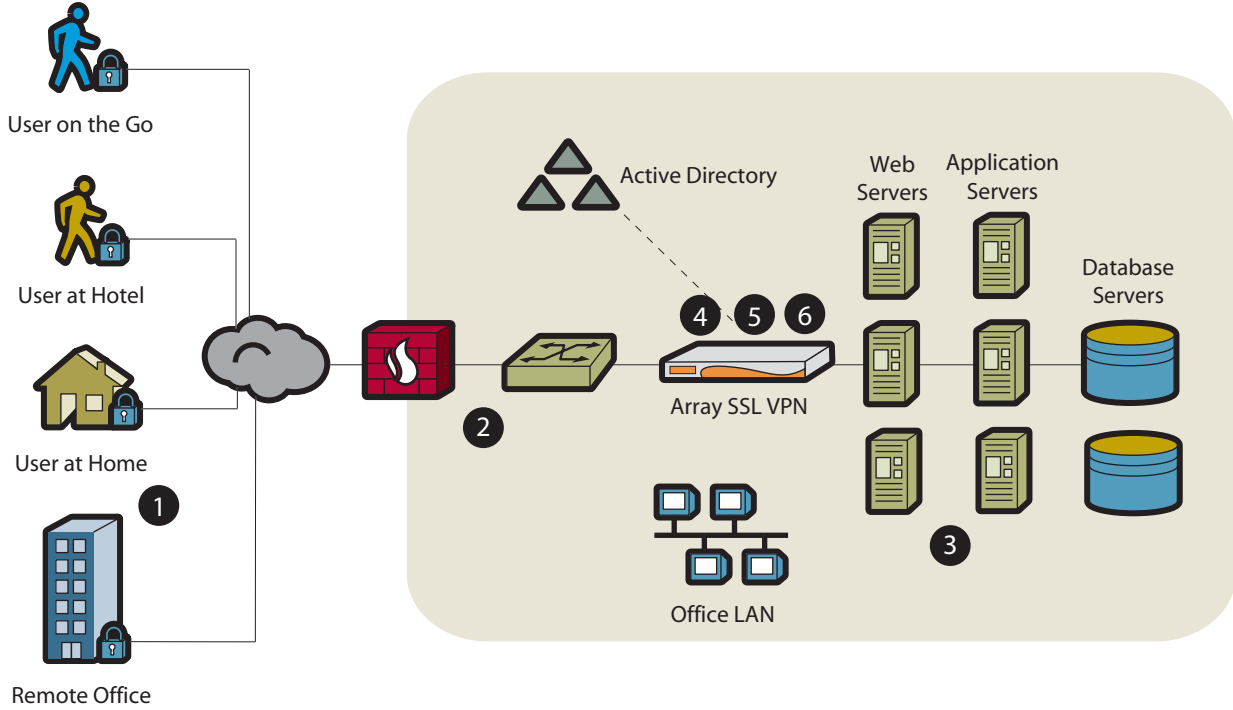 User on the Go
User at Hotel
User at Home
1
Remote Office
2
Active Directory
4
5
6
Array SSL VPN
Office LAN
Web
Servers
Application
Servers
Database
Servers
3